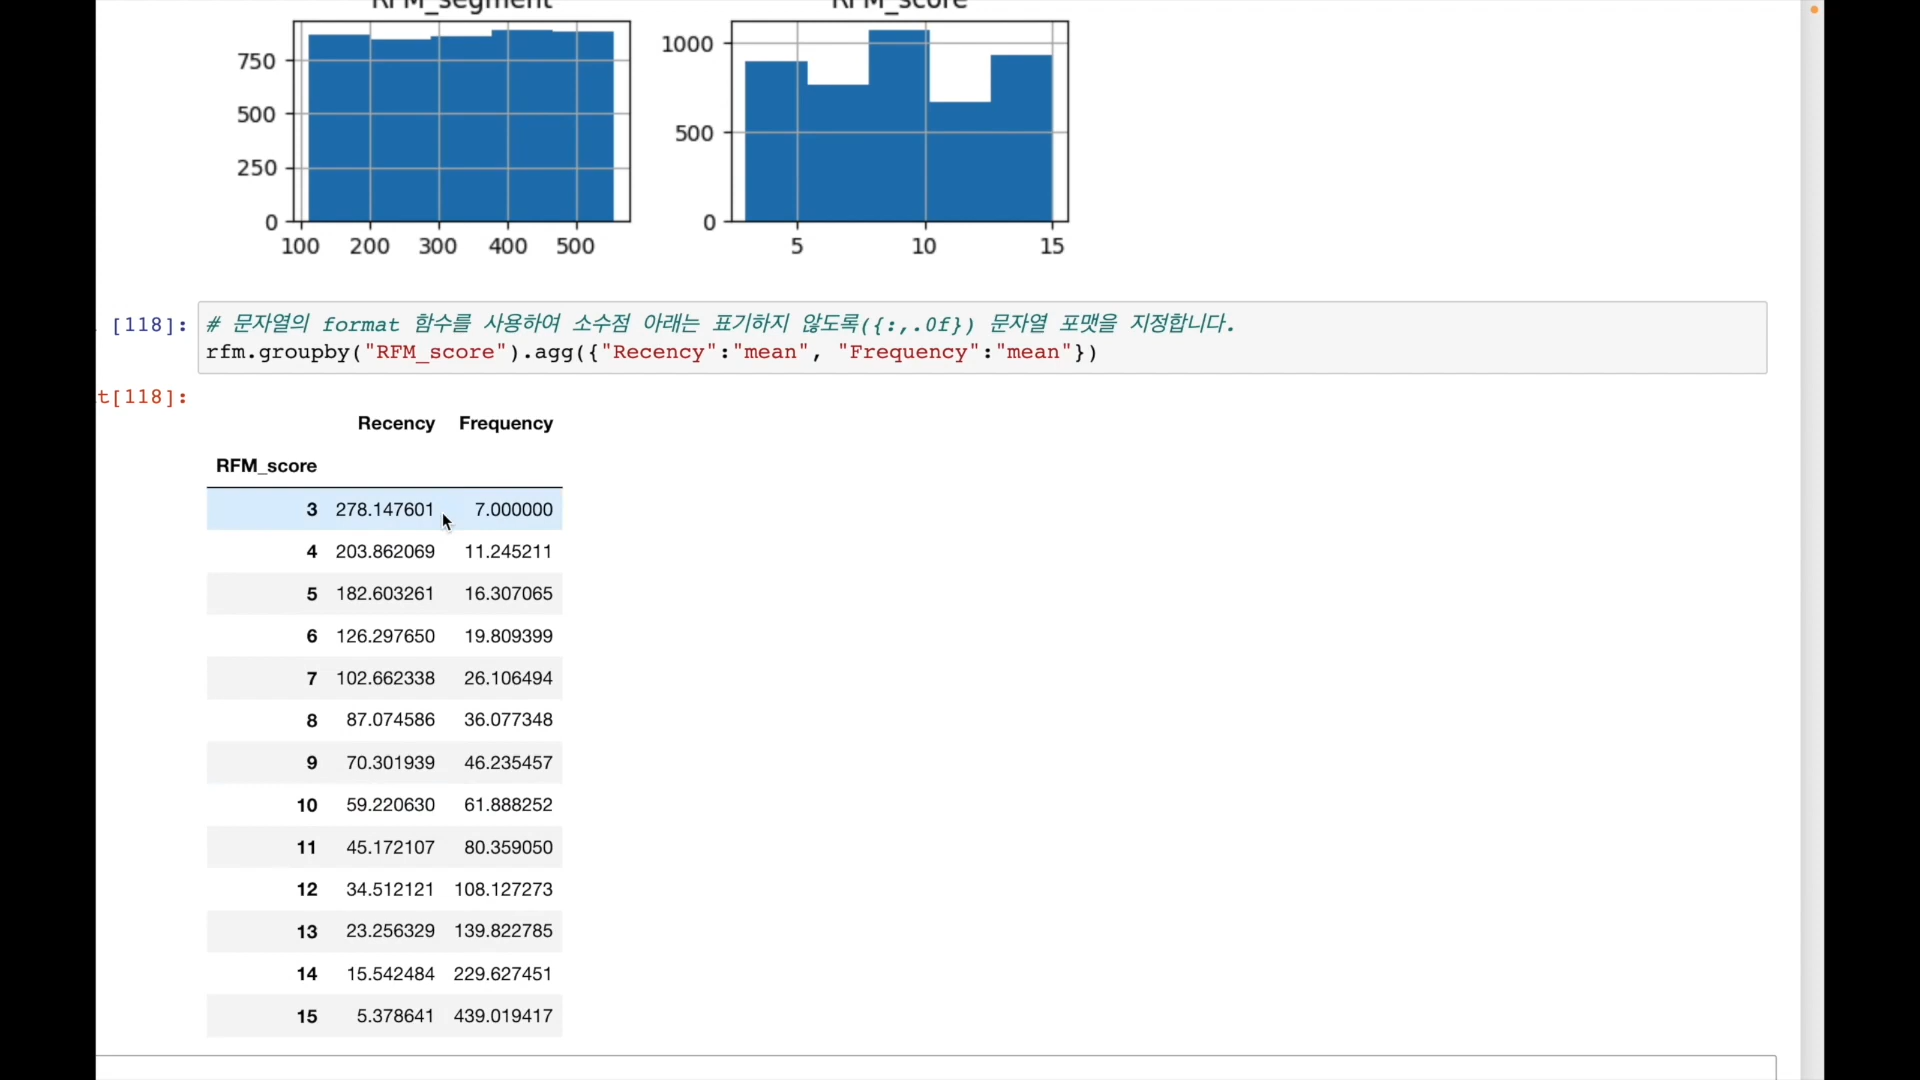 RFM_segment RFM_score
750
500
250
0
100 200 300 400 500
1000
500
0
5 10 15
[118]: # 문자열의 format 함수를 사용하여 소수점 아래는 표기하지 않도록({:,.0f}) 문자열 포맷을 지정합니다.
rfm.groupby("RFM_score").agg({"Recency":"mean", "Frequency":"mean"})
t[118]:
Recency Frequency
RFM_score
3 278.147601 7.000000
4 203.862069 11.245211
5 182.603261 16.307065
6 126.297650 19.809399
7 102.662338 26.106494
8 87.074586 36.077348
9 70.301939 46.235457
10 59.220630 61.888252
11 45.172107 80.359050
12 34.512121 108.127273
13 23.256329 139.822785
14 15.542484 229.627451
15 5.378641 439.019417